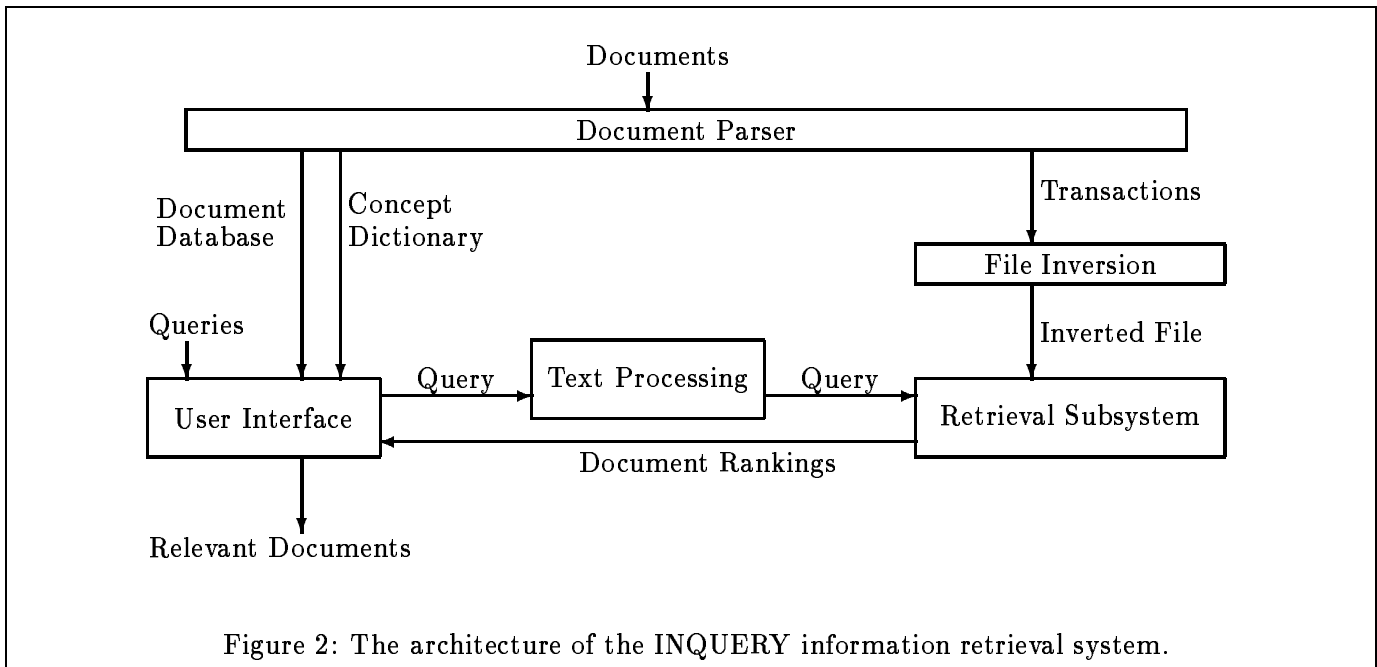 Documents
Document Parser
Document
Database
Concept
Dictionary
Transactions
File Inversion
Queries
Inverted File
Query
Text Processing
Query
User Interface
Retrieval Subsystem
Document Rankings
Relevant Documents
Figure 2: The architecture of the INQUERY information retrieval system.